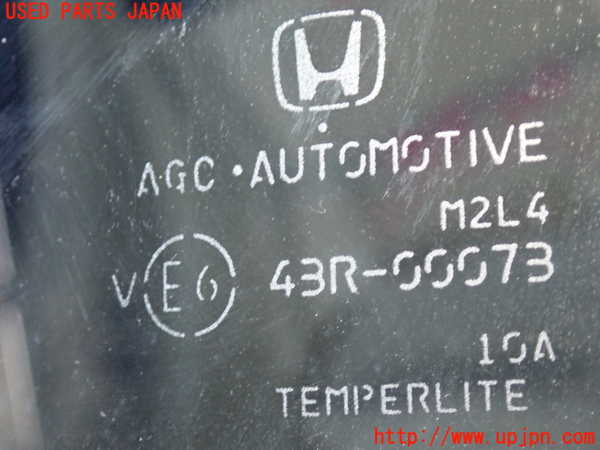 USED PARTS JAPAN
AGC・AUTOMOTIVE
M2L4
V E6 43R-00073
10A
TEMPERLITE
http://www.upjpn.com